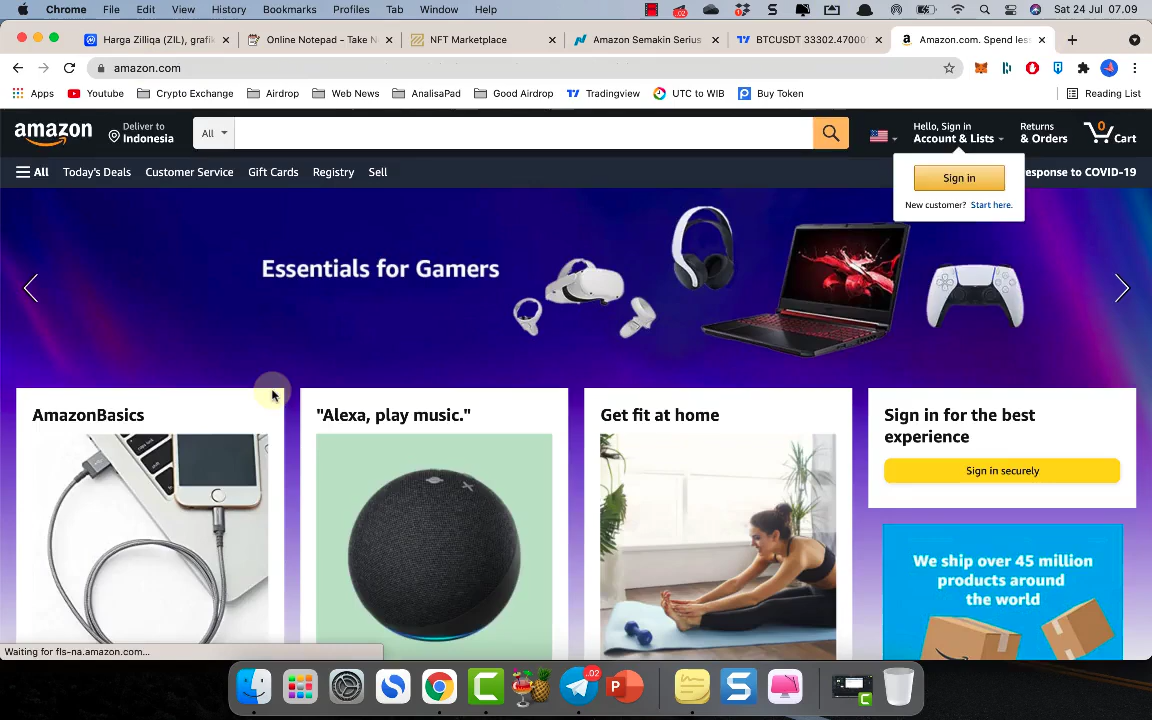 Chrome File Edit View History Bookmarks Profiles Tab Window Help Sat 24 Jul 07.09
Harga Zilliqa (ZIL), grafik
Online Notepad - Take N
NFT Marketplace
Amazon Semakin Serius
BTCUSDT 33302.47000
Amazon.com. Spend less
amazon.com
Apps Youtube Crypto Exchange Airdrop Web News AnalisaPad Good Airdrop Tradingview UTC to WIB Buy Token Reading List
amazon
Deliver to
Indonesia
All
Hello, Sign in
Account & Lists
Returns
& Orders
0
Cart
All Today's Deals Customer Service Gift Cards Registry Sell
esponse to COVID-19
Sign in
New customer? Start here.
Essentials for Gamers
AmazonBasics
"Alexa, play music."
Get fit at home
Sign in for the best
experience
Sign in securely
We ship over 45 million
products around
the world
Waiting for fls-na.amazon.com...